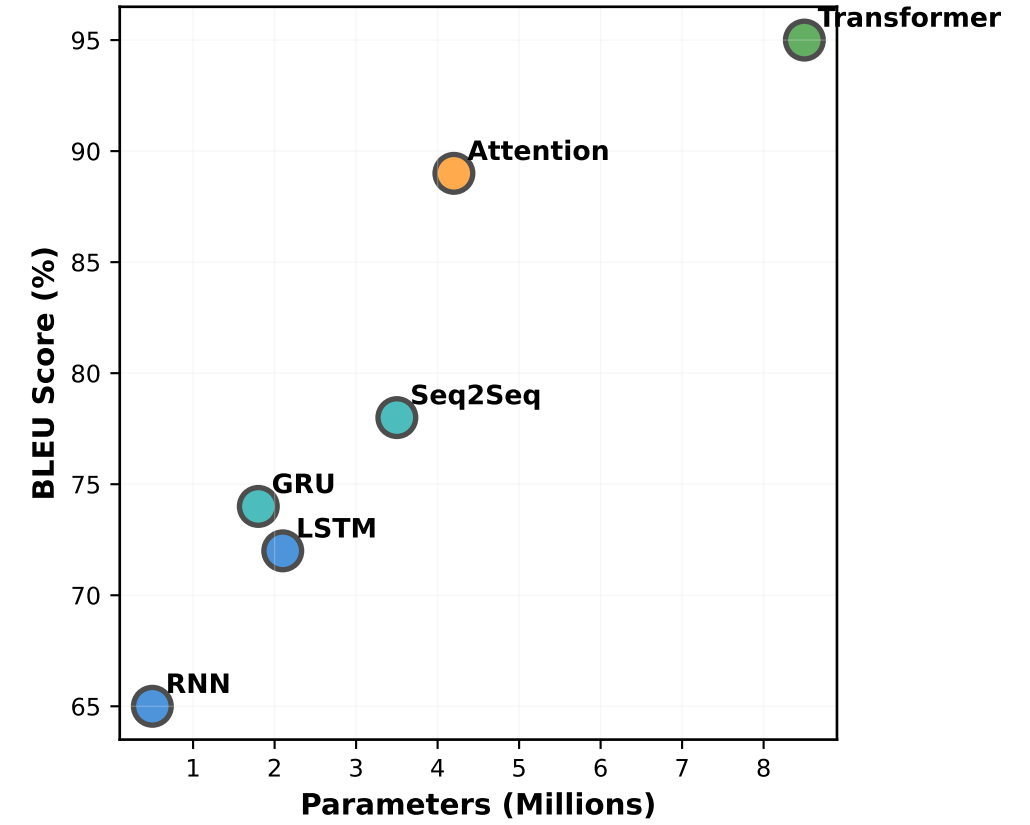 Transformer
95
90
Attention
85
BLEU Score (%)
80
Seq2Seq
75
GRU
LSTM
70
RNN
65
1 2 3 4 5 6 7 8
Parameters (Millions)